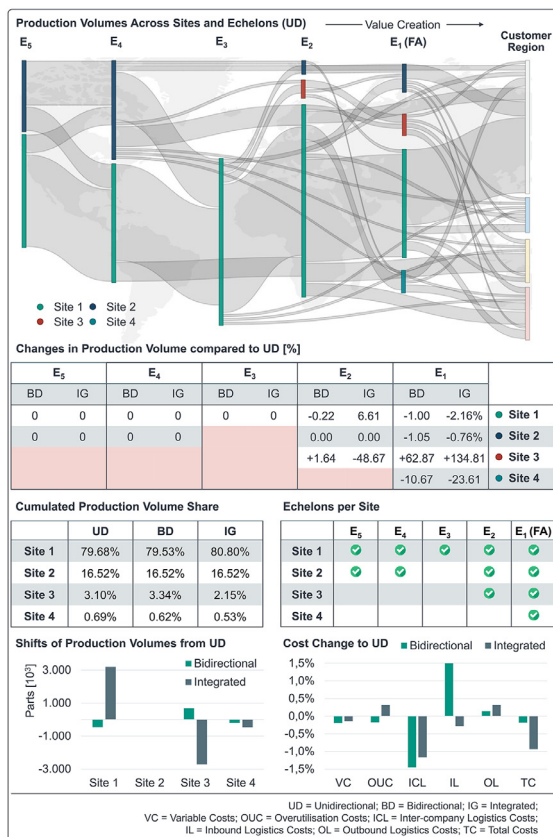 Production Volumes Across Sites and Echelons (UD) Value Creation
E5 E4 E3 E2 E1 (FA) Customer Region
Site 1 Site 2
Site 3 Site 4
Changes in Production Volume compared to UD [%]
E5 E4 E3 E2 E1
BD IG BD IG BD IG BD IG BD IG
0 0 0 0 0 0 -0.22 6.61 -1.00 -2.16% Site 1
0 0 0 0 0.00 0.00 -1.05 -0.76% Site 2
+1.64 -48.67 +62.87 +134.81 Site 3
-10.67 -23.61 Site 4
Cumulated Production Volume Share
UD BD IG
Site 1 79.68% 79.53% 80.80%
Site 2 16.52% 16.52% 16.52%
Site 3 3.10% 3.34% 2.15%
Site 4 0.69% 0.62% 0.53%
Echelons per Site
E5 E4 E3 E2 E1 (FA)
Site 1
Site 2
Site 3
Site 4
Shifts of Production Volumes from UD
Parts [10³]
3.000
1.000
-1.000
-3.000
Bidirectional
Integrated
Site 1 Site 2 Site 3 Site 4
Cost Change to UD
Bidirectional Integrated
1,5%
1,0%
0,5%
0,0%
-0,5%
-1,0%
-1,5%
VC OUC ICL IL OL TC
UD = Unidirectional; BD = Bidirectional; IG = Integrated;
VC = Variable Costs; OUC = Overutilisation Costs; ICL = Inter-company Logistics Costs;
IL = Inbound Logistics Costs; OL = Outbound Logistics Costs; TC = Total Costs